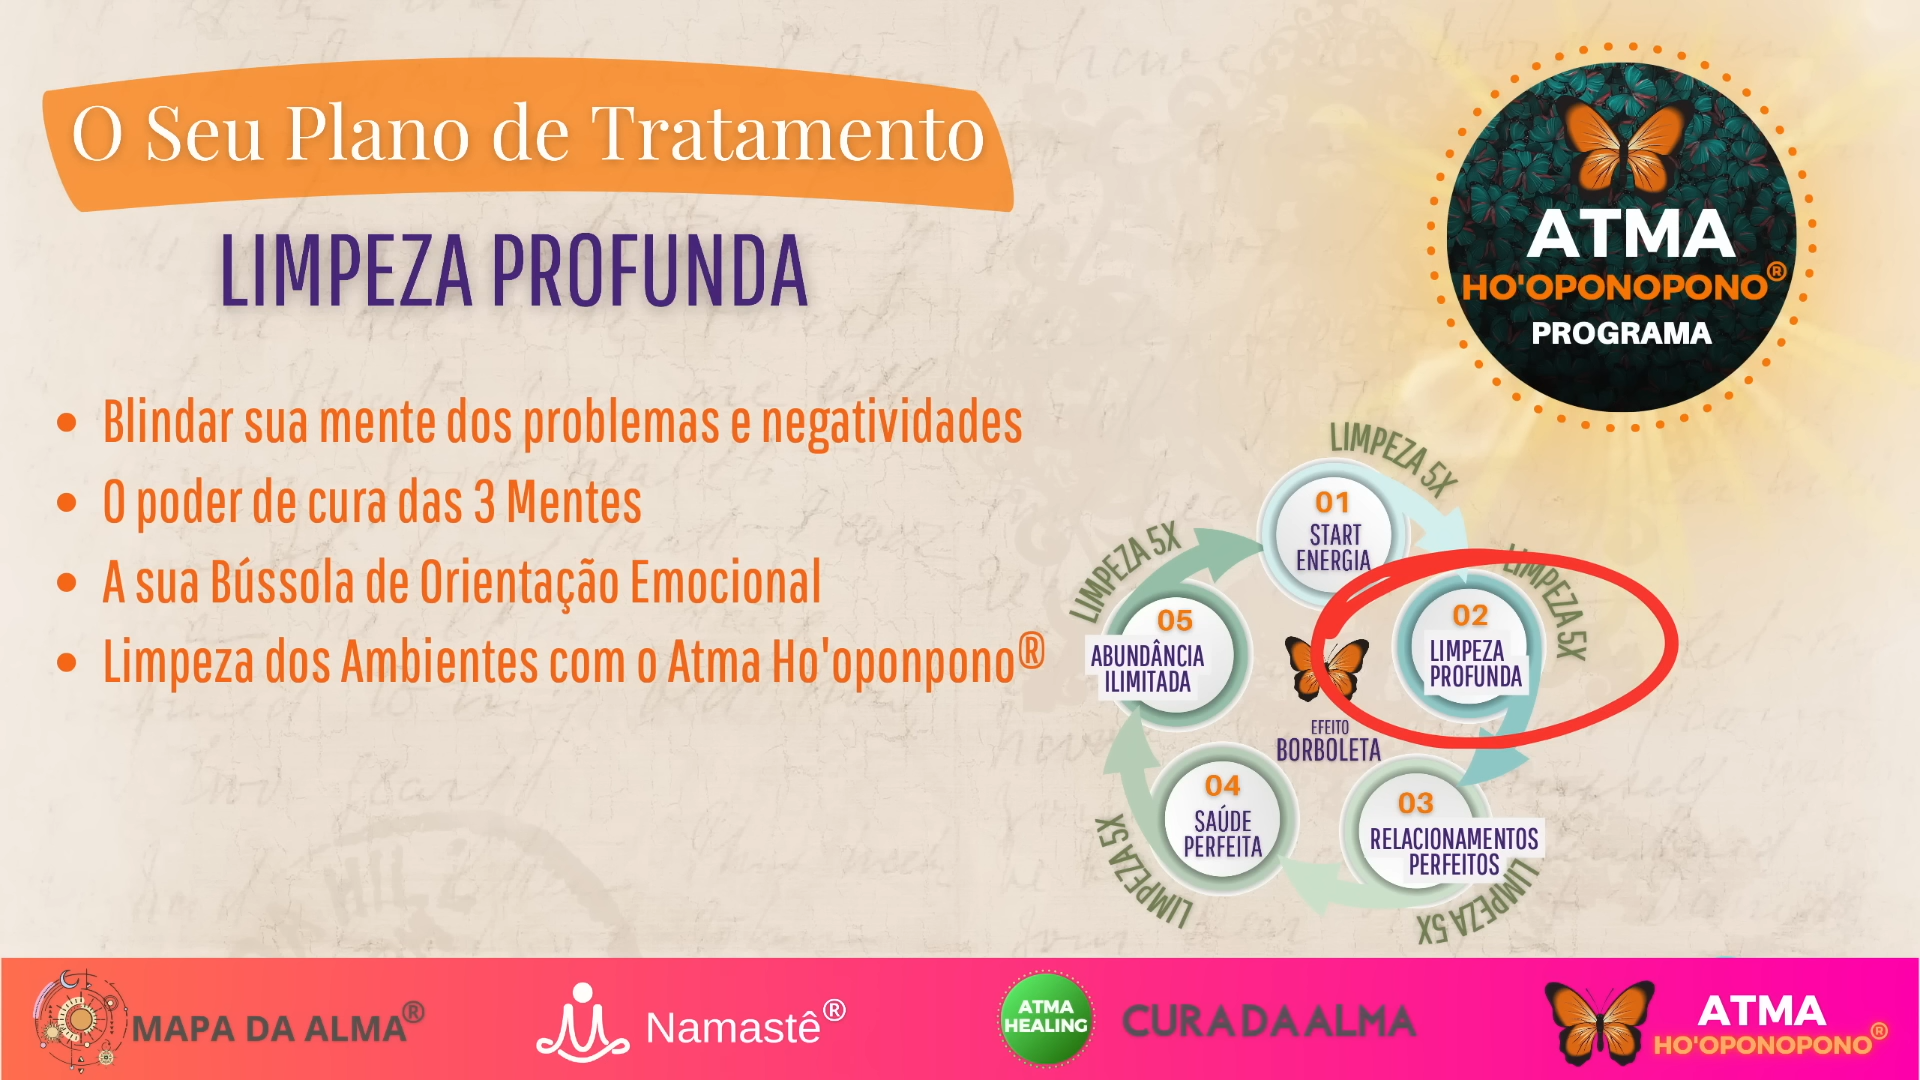 O Seu Plano de Tratamento
LIMPEZA PROFUNDA
Blindar sua mente dos problemas e negatividades
O poder de cura das 3 Mentes
A sua Bússola de Orientação Emocional
Limpeza dos Ambientes com o Atma Ho'oponpono®
ATMA
HO'OPONOPONO®
PROGRAMA
LIMPEZA 5X
01
START
ENERGIA
LIMPEZA 5X
02
LIMPEZA
PROFUNDA
LIMPEZA 5X
03
RELACIONAMENTOS
PERFEITOS
LIMPEZA 5X
04
SAÚDE
PERFEITA
LIMPEZA 5X
05
ABUNDÂNCIA
ILIMITADA
EFEITO
BORBOLETA
MAPA DA ALMA®
Namastê®
ATMA
HEALING
CURA DA ALMA
ATMA
HO'OPONOPONO®